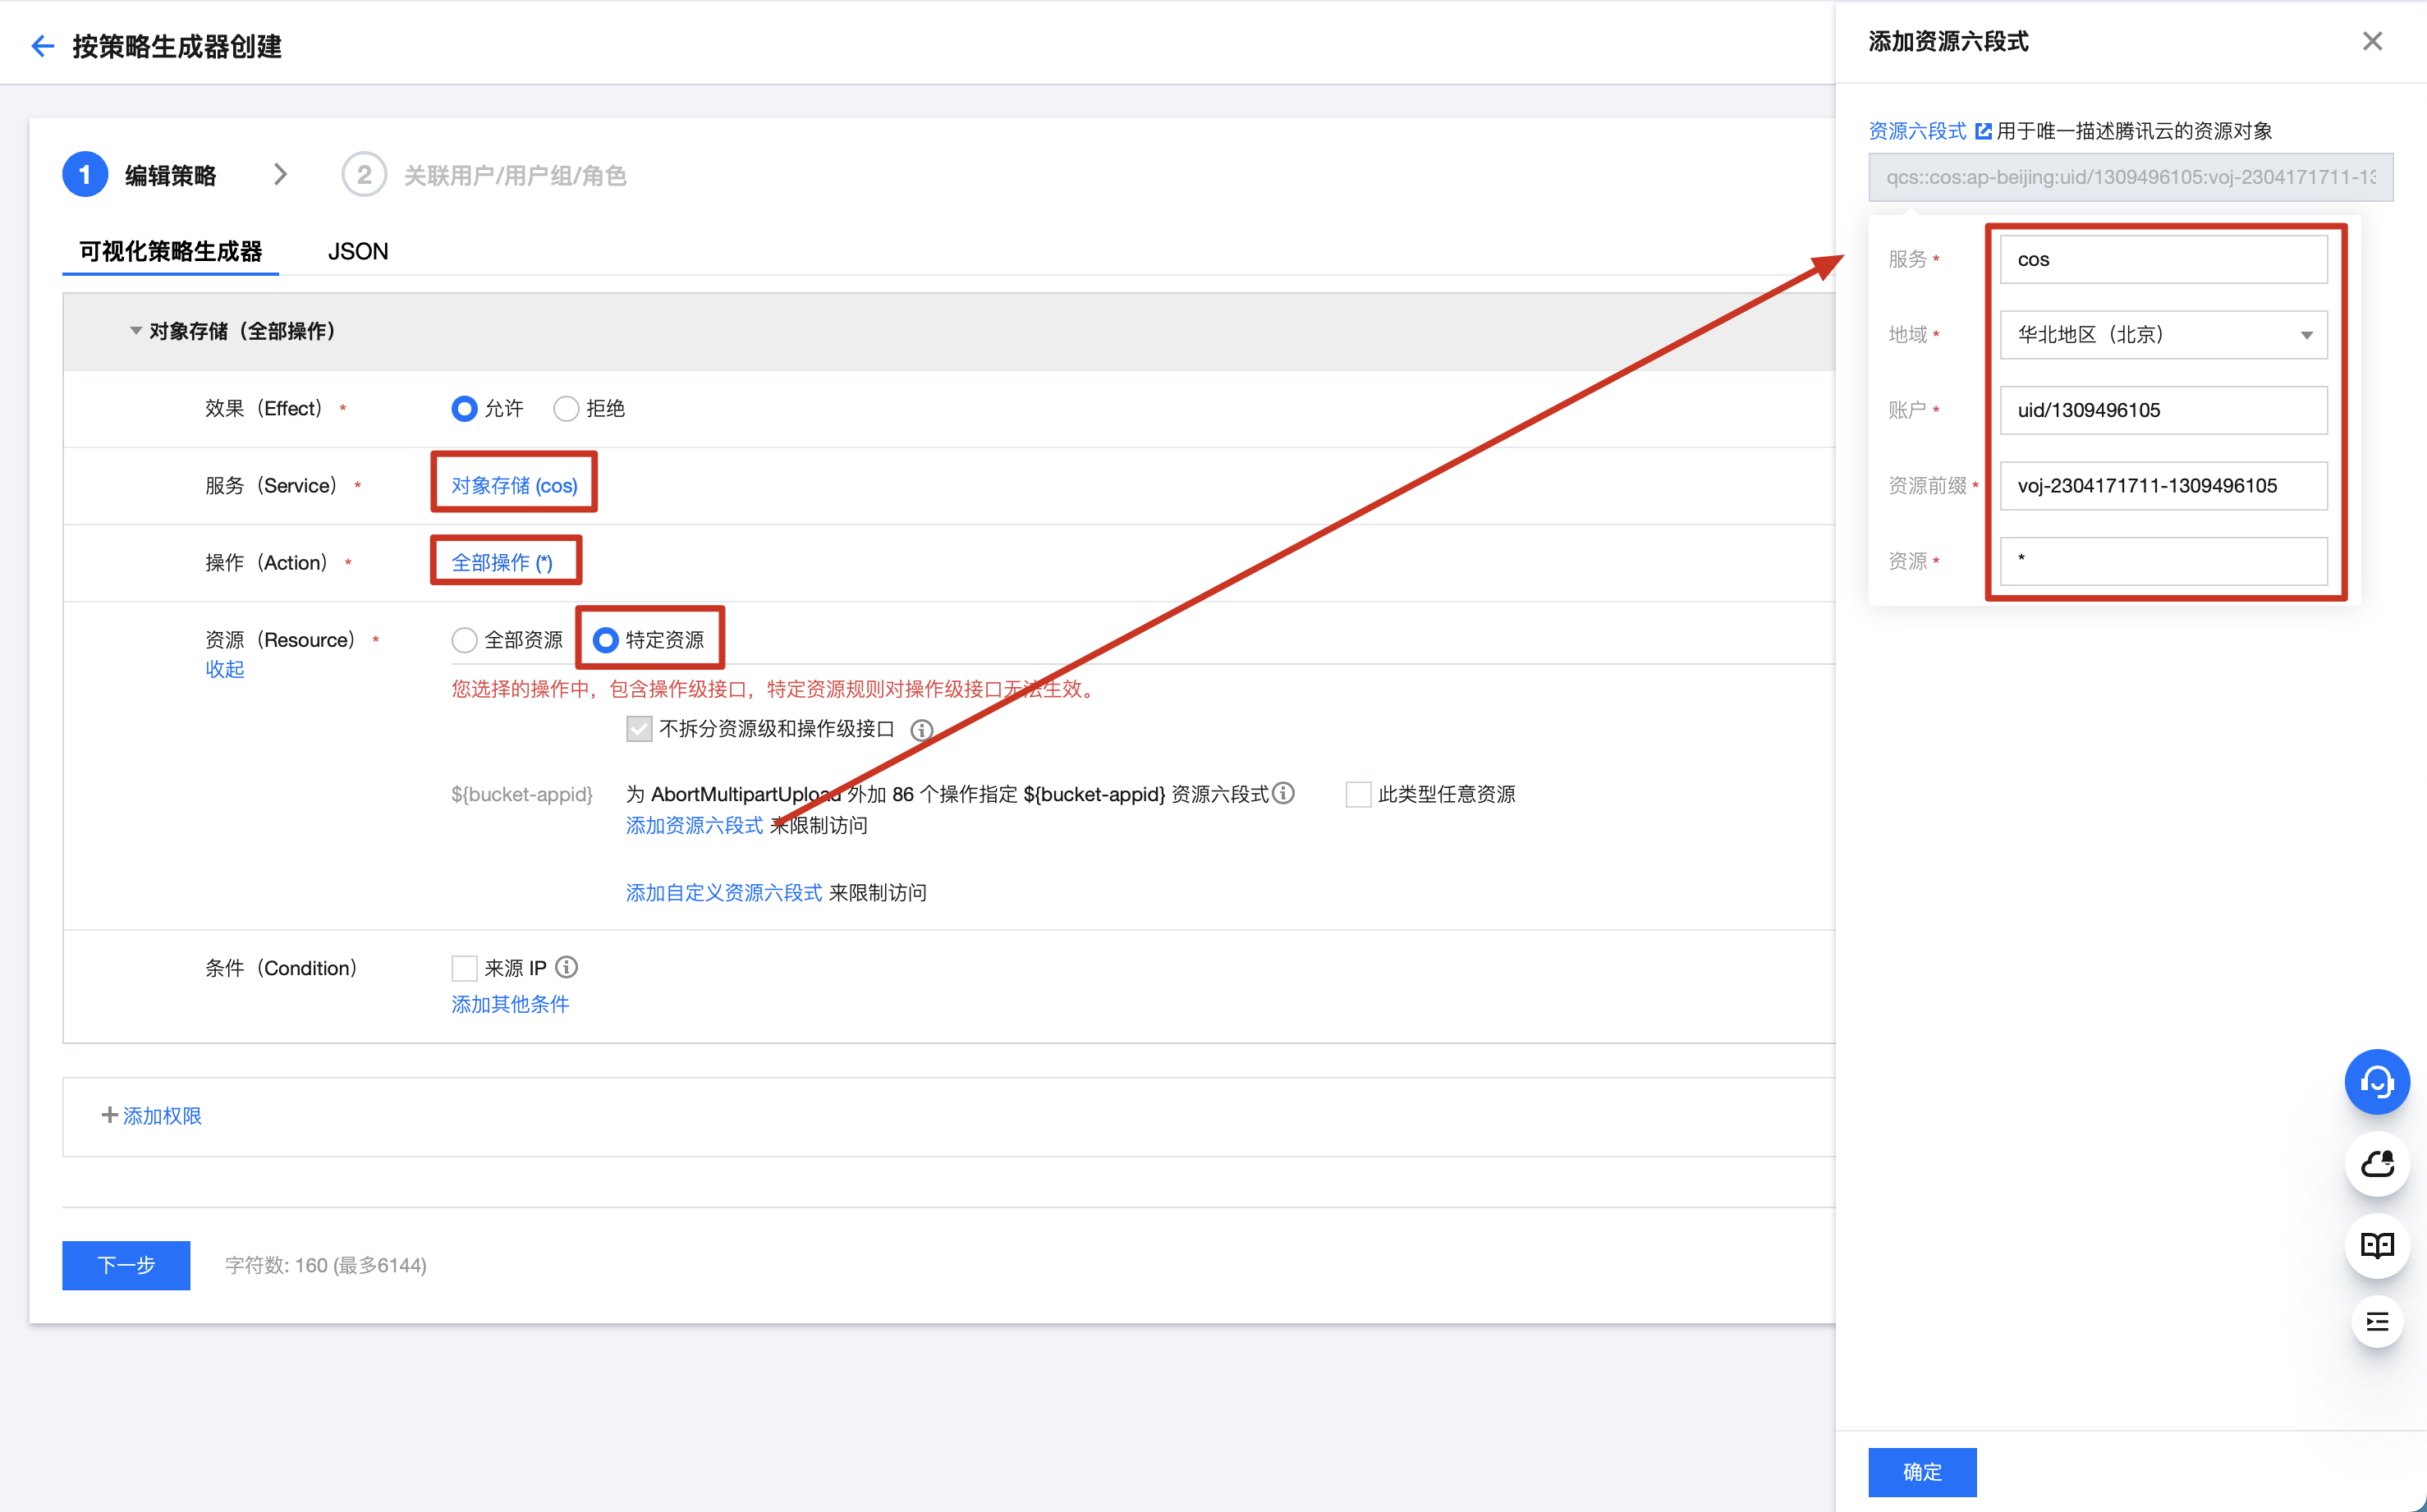 按策略生成器创建
1 编辑策略
2 关联用户/用户组/角色
可视化策略生成器 JSON
对象存储（全部操作）
效果（Effect） * 允许 拒绝
服务（Service） * 对象存储 (cos)
操作（Action） * 全部操作 (*)
资源（Resource） * 全部资源 特定资源
收起
您选择的操作中，包含操作级接口，特定资源规则对操作级接口无法生效。
不拆分资源级和操作级接口
${bucket-appid} 为 AbortMultipartUpload 外加 86 个操作指定 ${bucket-appid} 资源六段式 此类型任意资源
添加资源六段式 来限制访问
添加自定义资源六段式 来限制访问
条件（Condition） 来源 IP
添加其他条件
添加权限
下一步 字符数: 160 (最多6144)
添加资源六段式
资源六段式 用于唯一描述腾讯云的资源对象
qcs::cos:ap-beijing:uid/1309496105:voj-2304171711-13
服务 * cos
地域 * 华北地区（北京）
账户 * uid/1309496105
资源前缀 * voj-2304171711-1309496105
资源 * *
确定